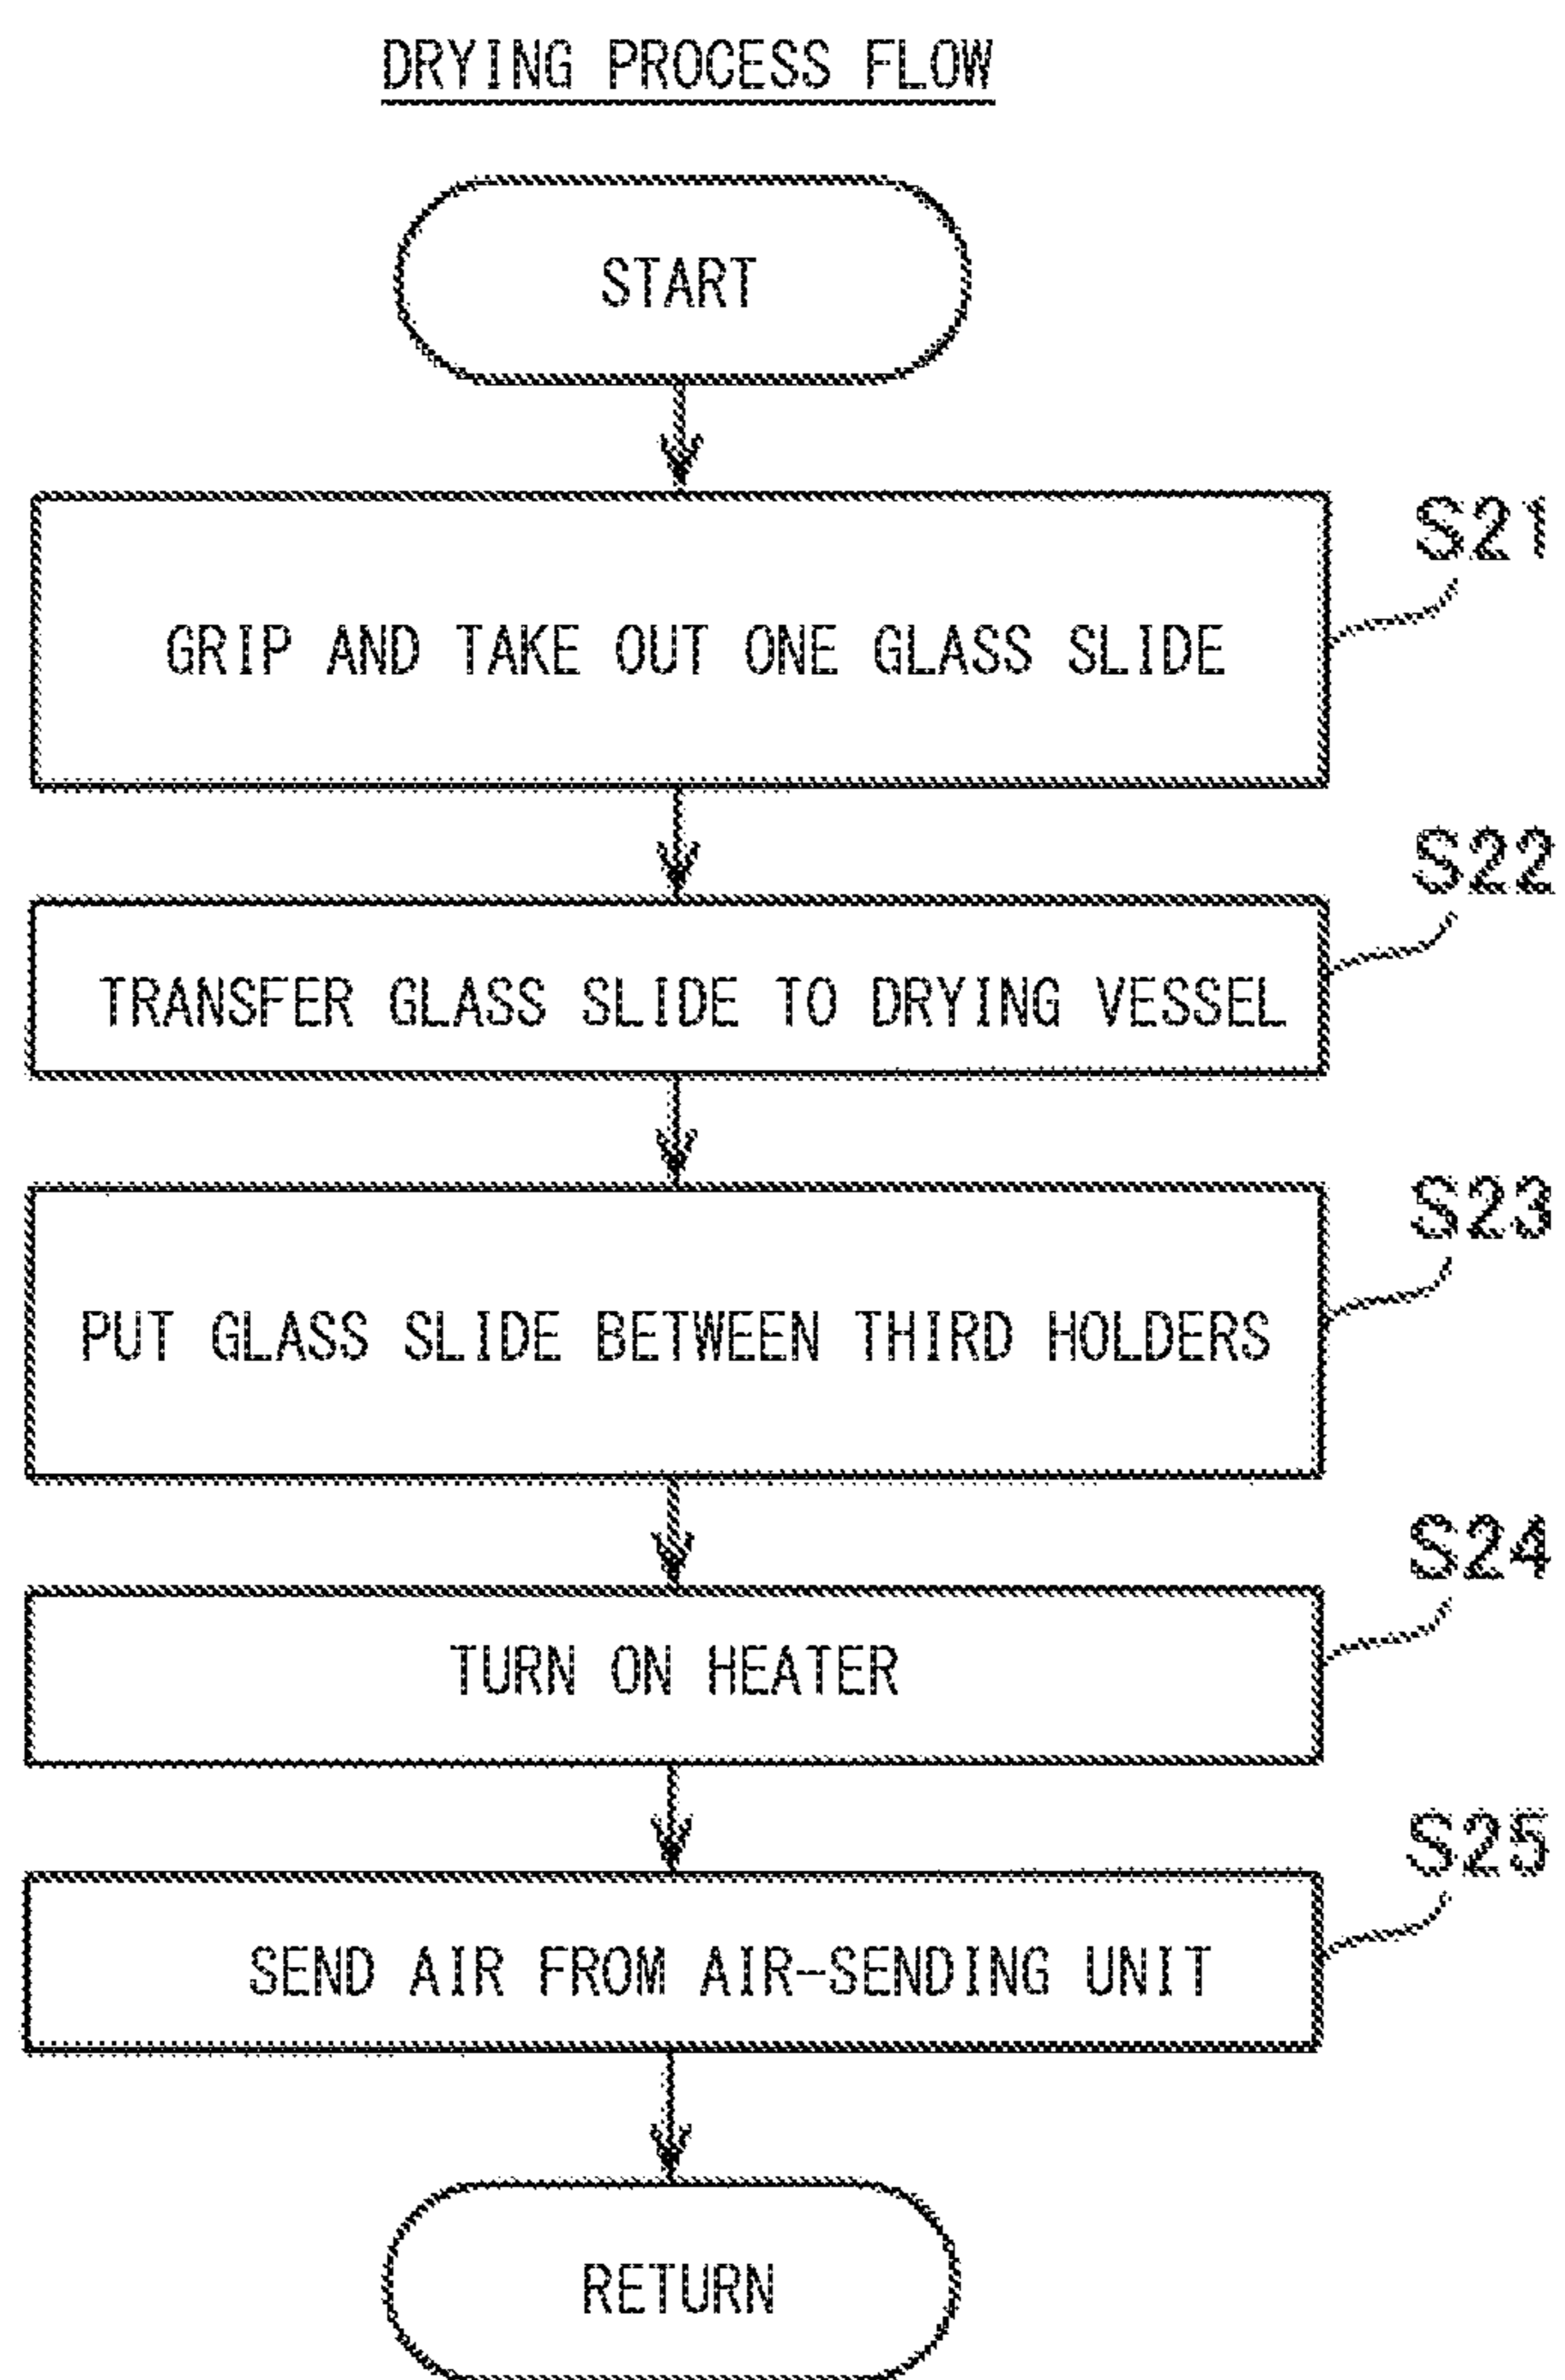 DRYING PROCESS FLOW
START
S21
GRIP AND TAKE OUT ONE GLASS SLIDE
S22
TRANSFER GLASS SLIDE TO DRYING VESSEL
S23
PUT GLASS SLIDE BETWEEN THIRD HOLDERS
S24
TURN ON HEATER
S25
SEND AIR FROM AIR-SENDING UNIT
RETURN